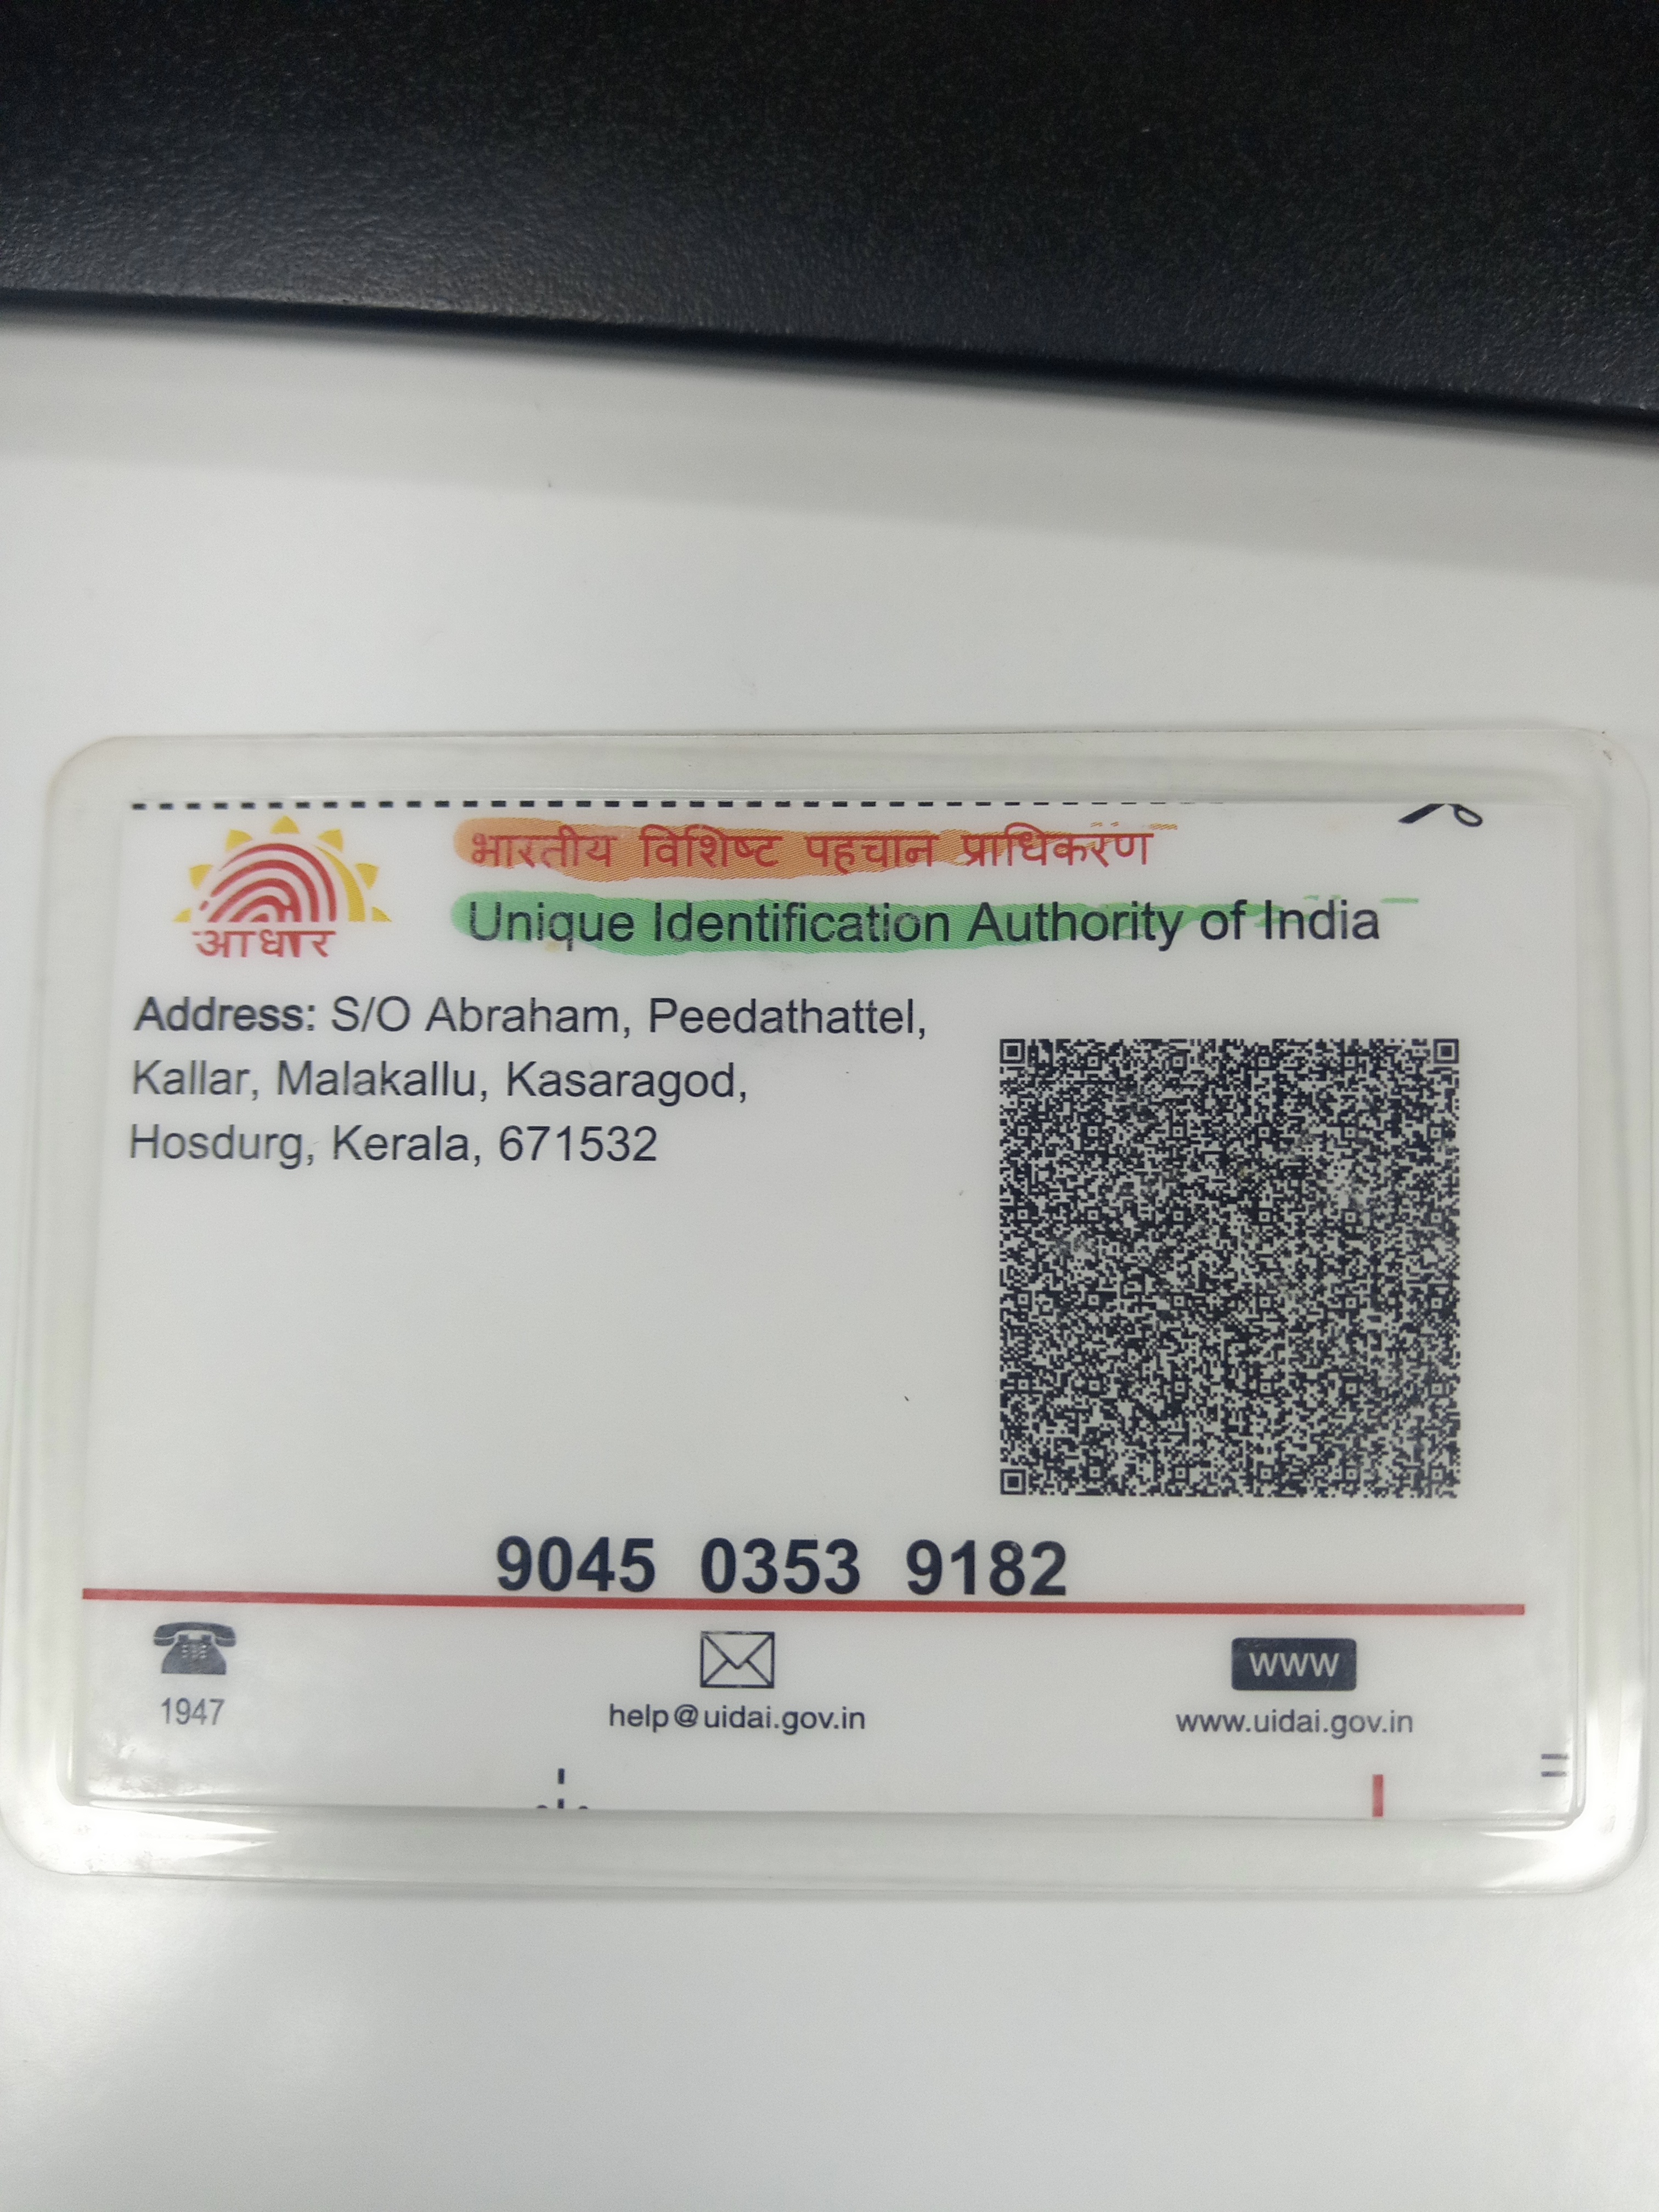 भारतीय विशिष्ट पहचान प्राधिकरण
Unique Identification Authority of India
आधार
Address: S/O Abraham, Peedathattel,
Kallar, Malakallu, Kasaragod,
Hosdurg, Kerala, 671532
9045 0353 9182
WWW
1947
help@uidai.gov.in
www.uidai.gov.in